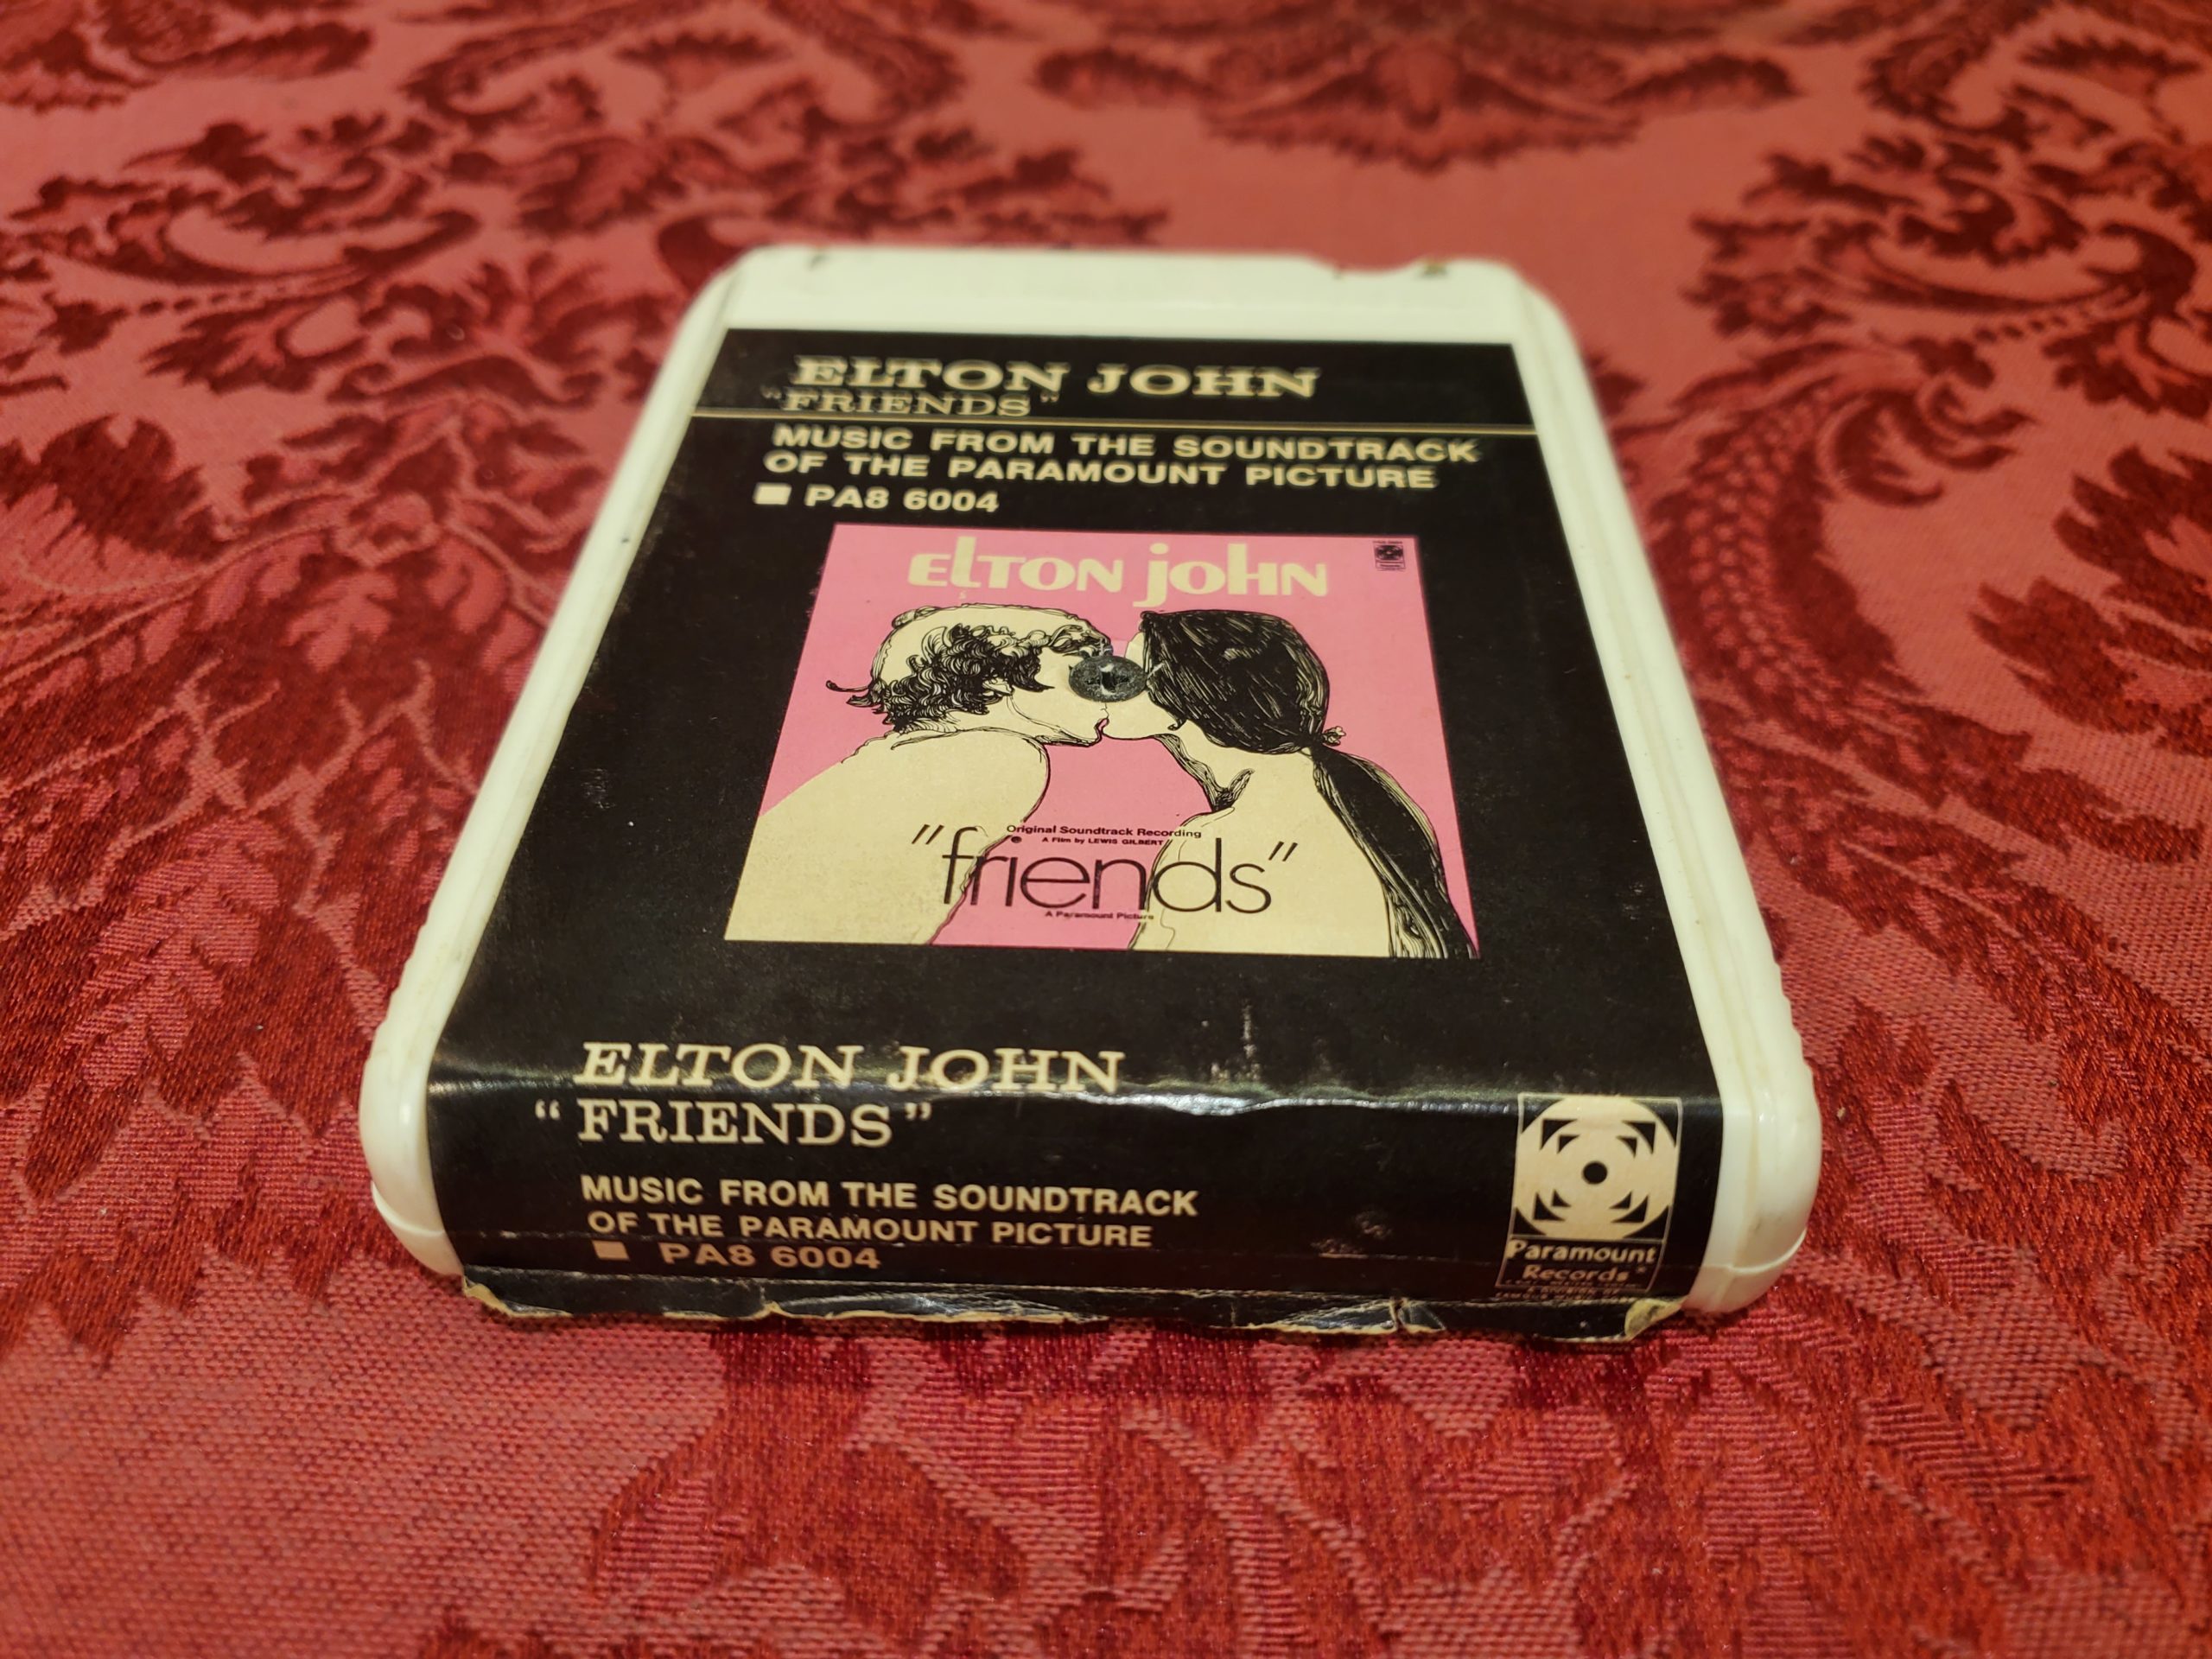 ELTON JOHN
"FRIENDS"
MUSIC FROM THE SOUNDTRACK
OF THE PARAMOUNT PICTURE
PA8 6004
elton john
Original Soundtrack Recording
A Film by LEWIS GILBERT
"friends"
A Paramount Picture
ELTON JOHN
"FRIENDS"
MUSIC FROM THE SOUNDTRACK
OF THE PARAMOUNT PICTURE
PA8 6004
Paramount
Records